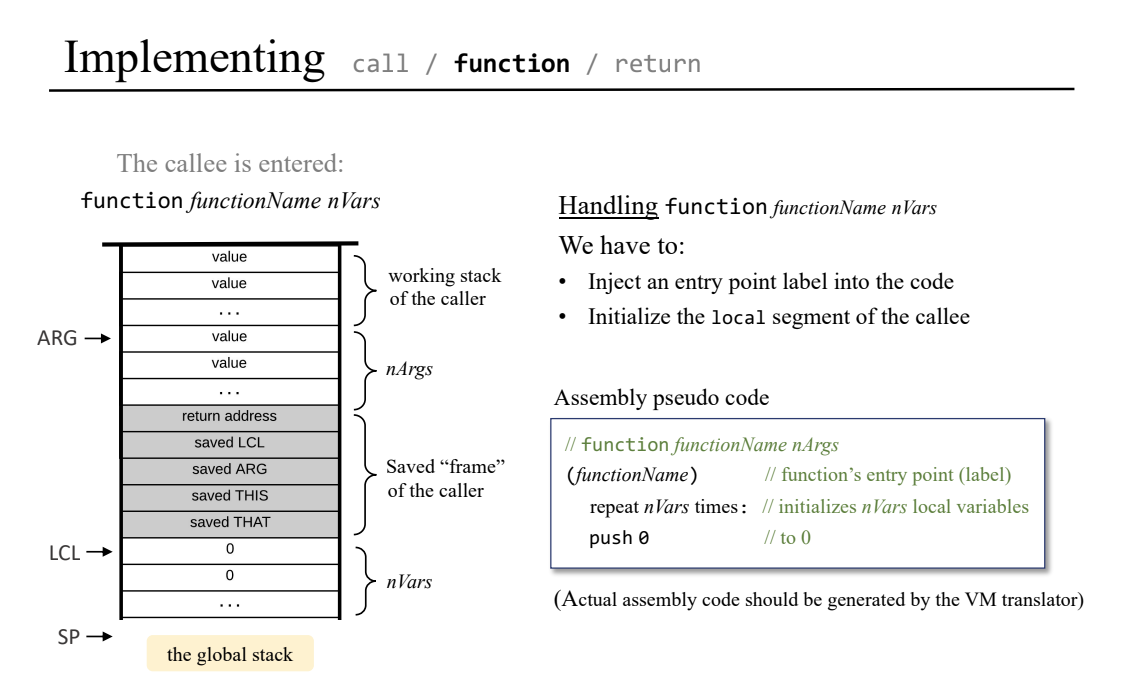 Implementing call / function / return
The callee is entered:
function functionName nVars
value
value
...
value
value
...
return address
saved LCL
saved ARG
saved THIS
saved THAT
0
0
...
ARG
LCL
SP
working stack
of the caller
nArgs
Saved “frame”
of the caller
nVars
the global stack
Handling function functionName nVars
We have to:
• Inject an entry point label into the code
• Initialize the local segment of the callee
Assembly pseudo code
// function functionName nArgs
(functionName) // function’s entry point (label)
repeat nVars times: // initializes nVars local variables
push 0 // to 0
(Actual assembly code should be generated by the VM translator)